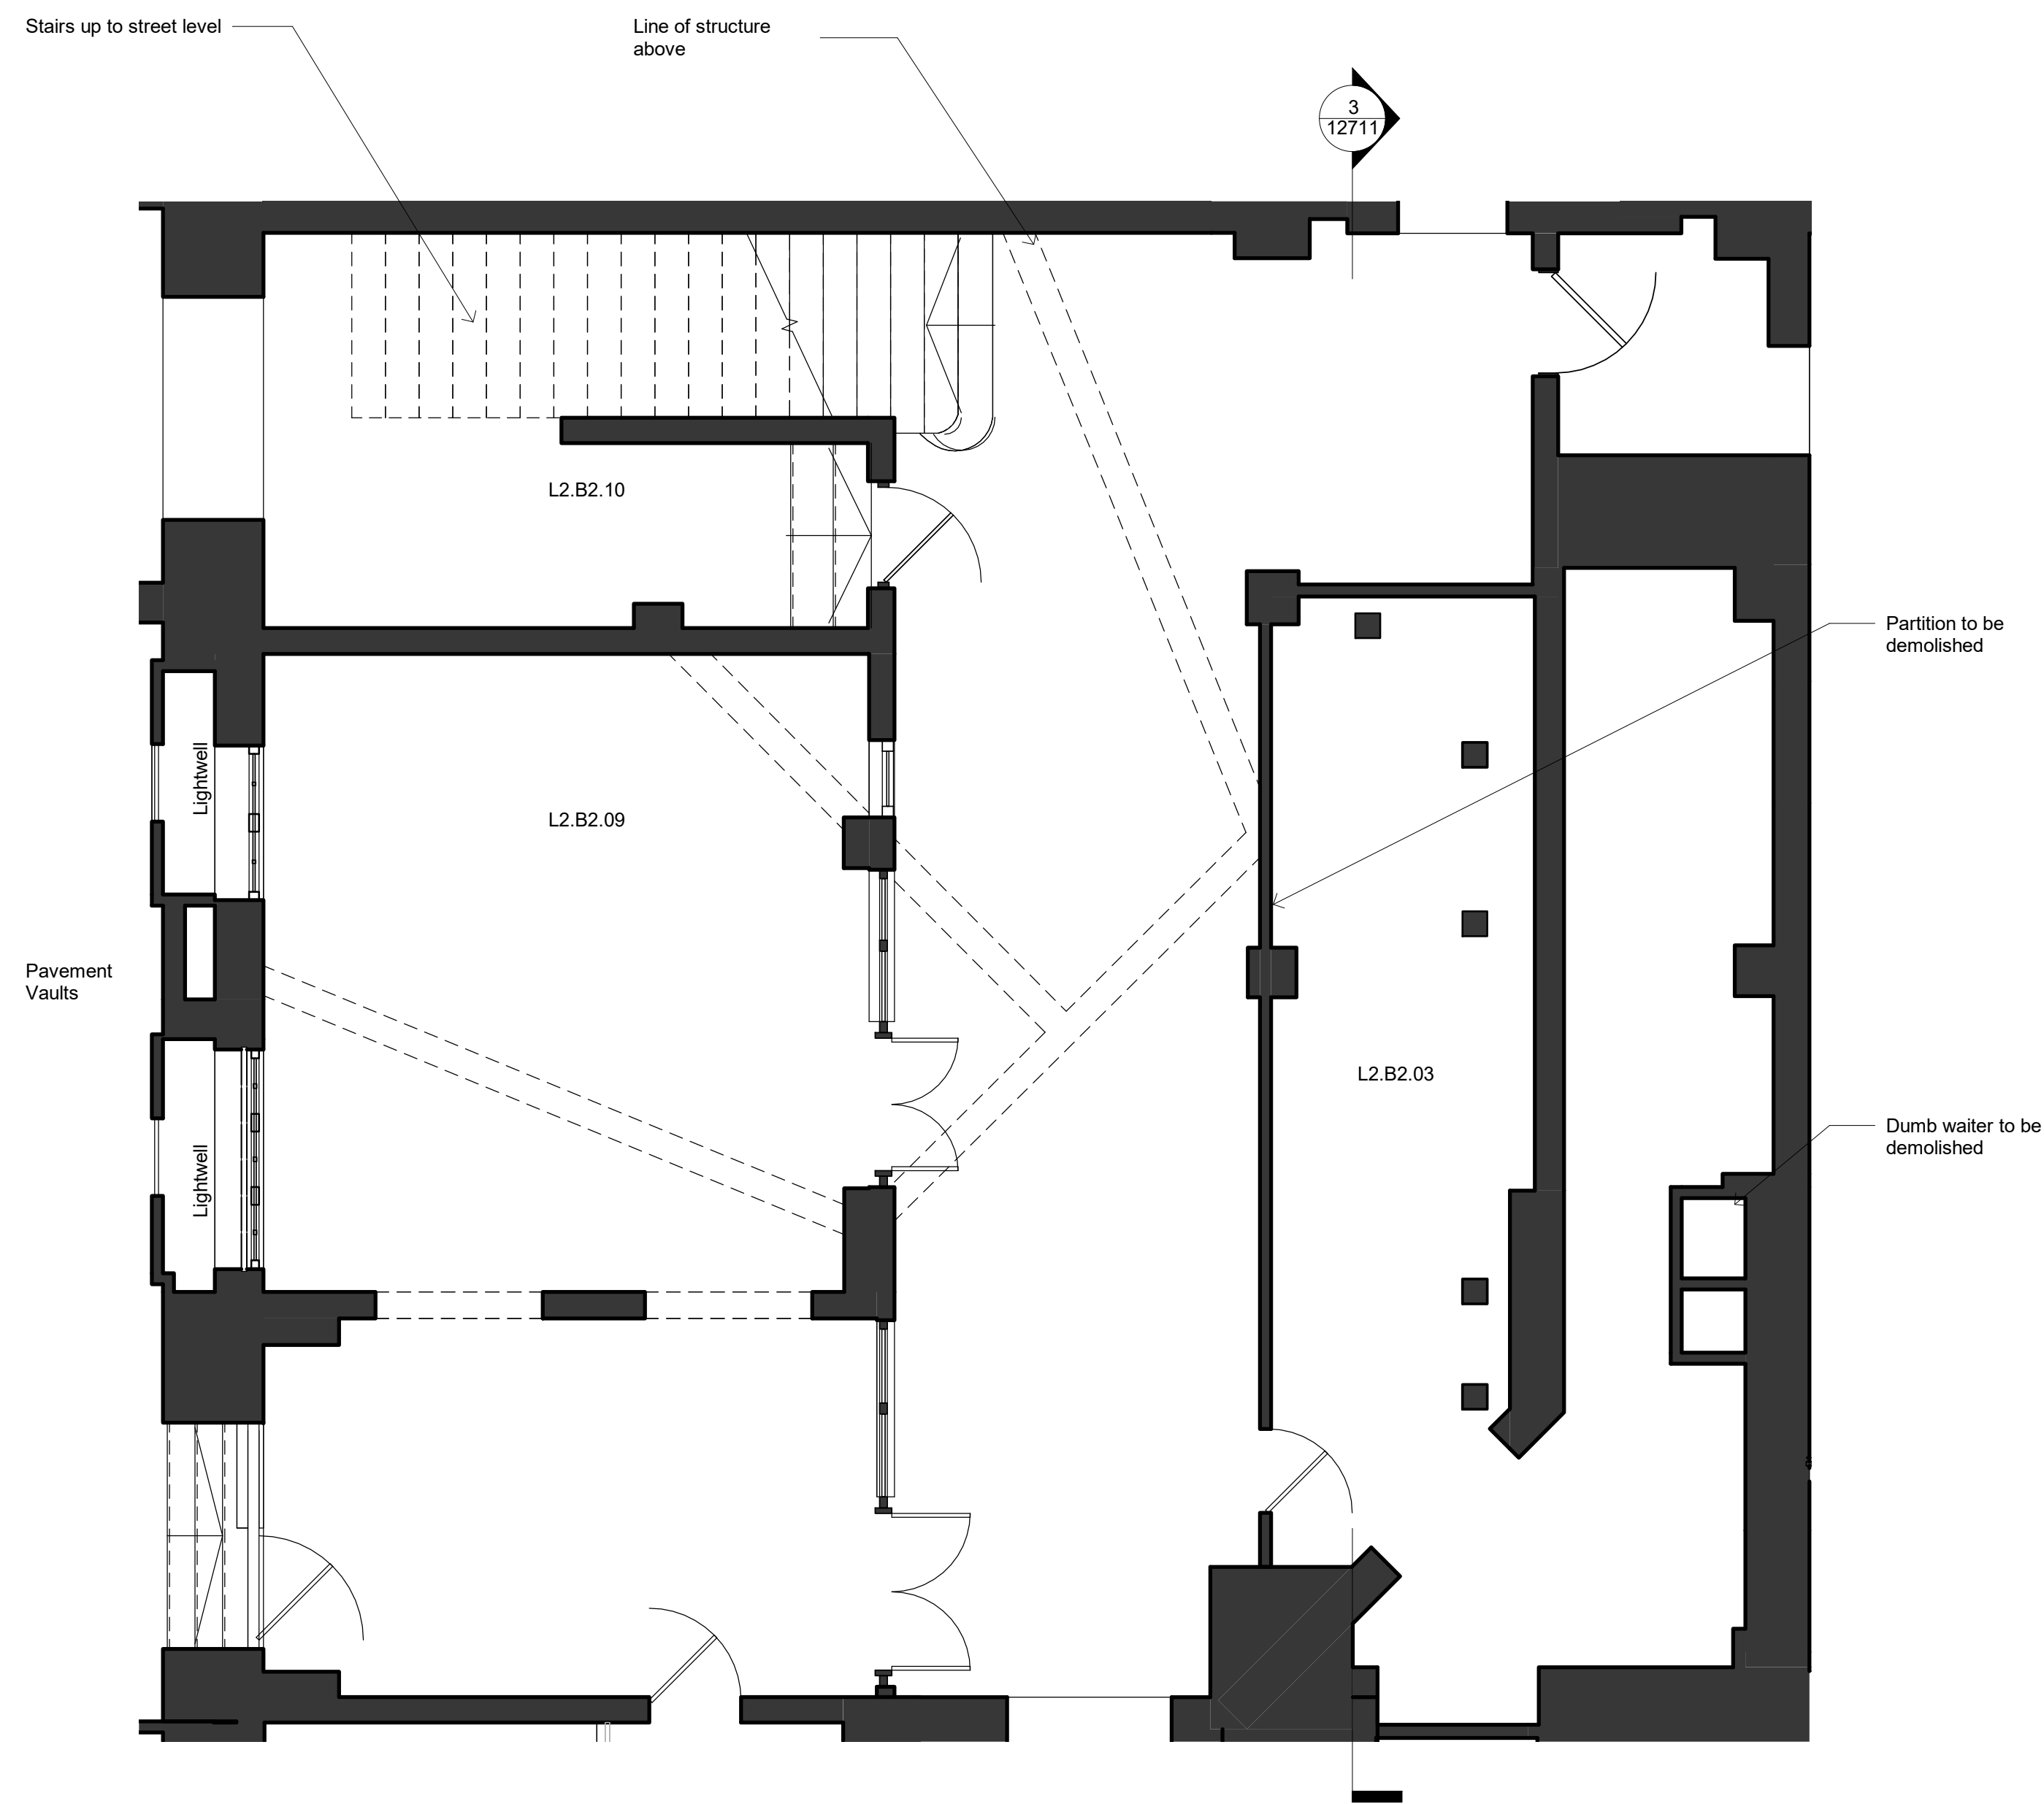 Stairs up to street level
Line of structure
above
3
12711
L2.B2.10
Partition to be
demolished
Lightwell
L2.B2.09
Pavement
Vaults
L2.B2.03
Dumb waiter to be
demolished
Lightwell